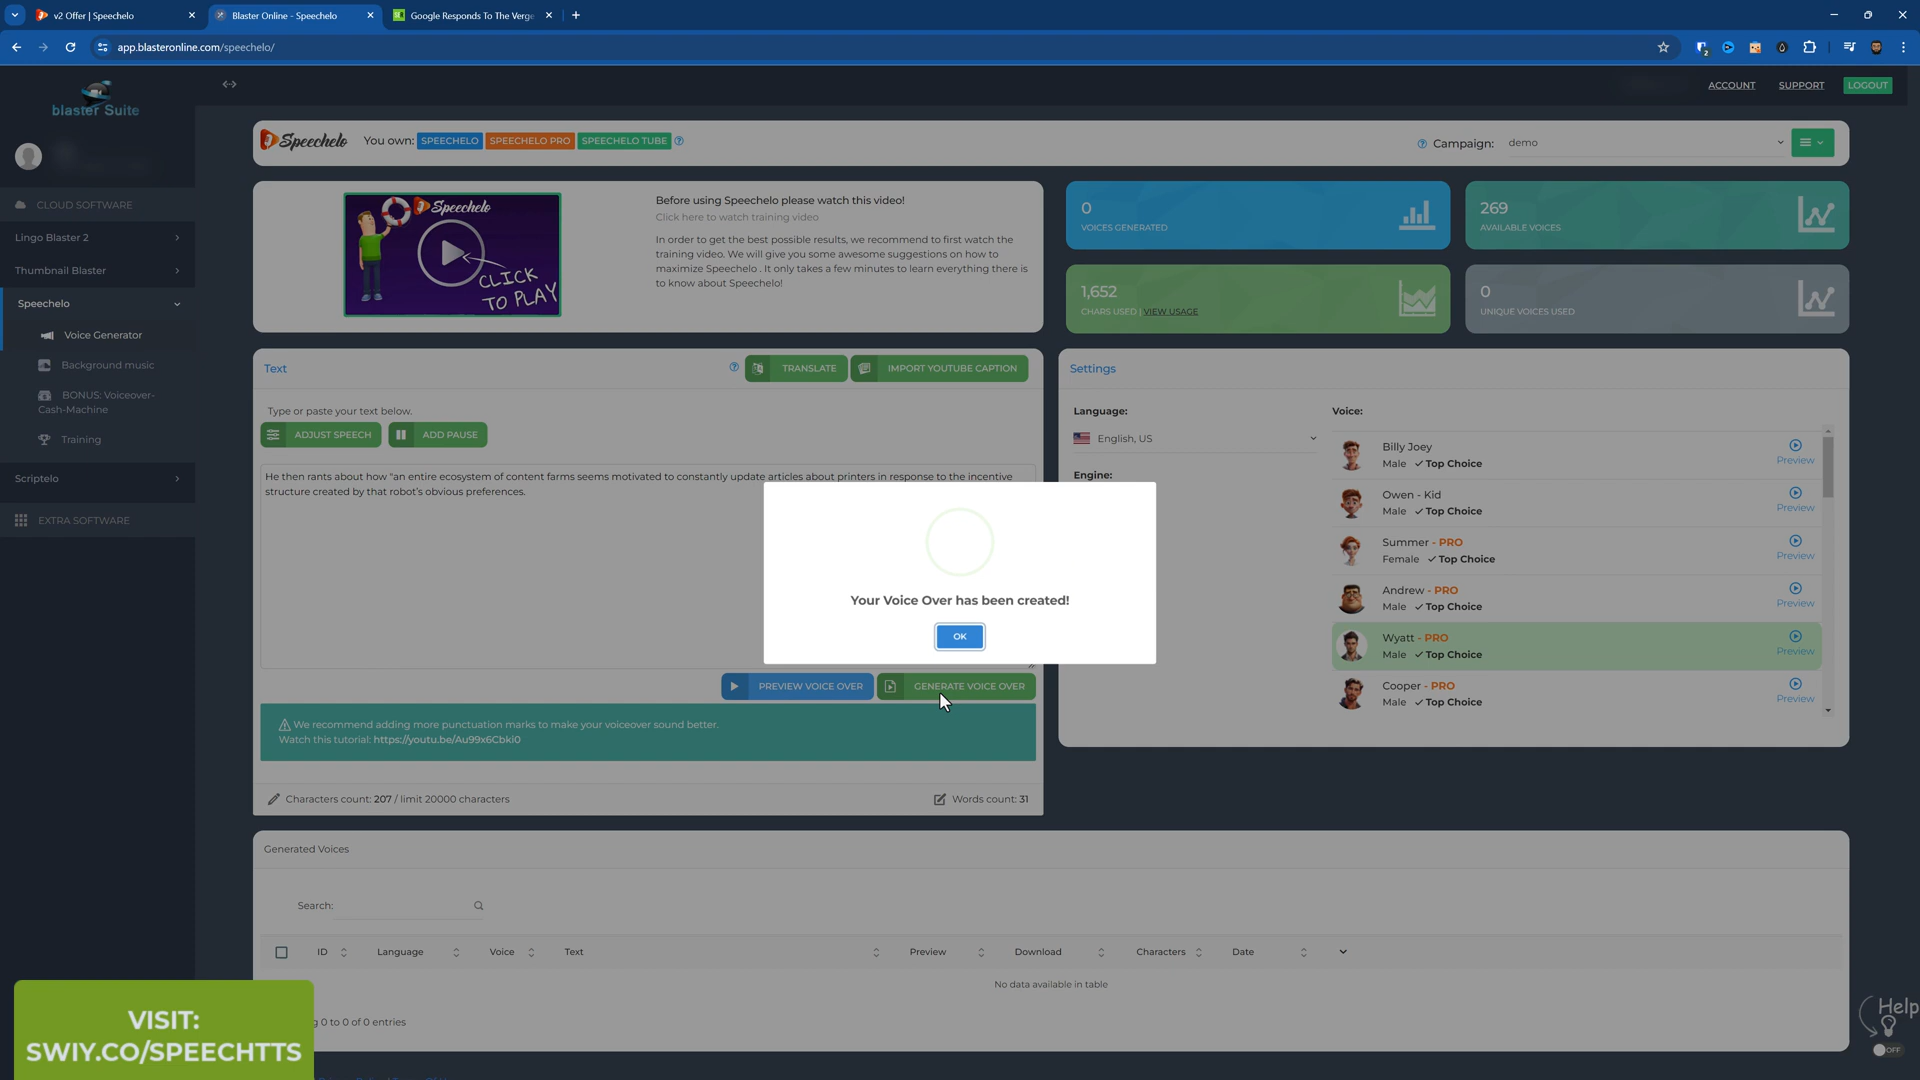 v2 Offer | Speechelo
Blaster Online - Speechelo
Google Responds To The Verge
app.blasteronline.com/speechelo/
blaster Suite
ACCOUNT
SUPPORT
LOGOUT
CLOUD SOFTWARE
Lingo Blaster 2
Thumbnail Blaster
Speechelo
Voice Generator
Background music
BONUS: Voiceover-
Cash-Machine
Training
Scriptelo
EXTRA SOFTWARE
Speechelo
You own: SPEECHELO SPEECHELO PRO SPEECHELO TUBE
Campaign: demo
Speechelo
CLICK
TO PLAY
Before using Speechelo please watch this video!
Click here to watch training video
In order to get the best possible results, we recommend to first watch the
training video. We will give you some awesome suggestions on how to
maximize Speechelo . It only takes a few minutes to learn everything there is
to know about Speechelo!
0
VOICES GENERATED
269
AVAILABLE VOICES
1,652
CHARS USED | VIEW USAGE
0
UNIQUE VOICES USED
Text
TRANSLATE
IMPORT YOUTUBE CAPTION
Type or paste your text below.
ADJUST SPEECH
ADD PAUSE
He then rants about how "an entire ecosystem of content farms seems motivated to constantly update articles about printers in response to the incentive
structure created by that robot's obvious preferences.
PREVIEW VOICE OVER
GENERATE VOICE OVER
We recommend adding more punctuation marks to make your voiceover sound better.
Watch this tutorial: https://youtu.be/Au99x6Cbki0
Characters count: 207 / limit 20000 characters
Words count: 31
Settings
Language:
English, US
Engine:
Voice:
Billy Joey
Male ✓ Top Choice
Preview
Owen - Kid
Male ✓ Top Choice
Preview
Summer - PRO
Female ✓ Top Choice
Preview
Andrew - PRO
Male ✓ Top Choice
Preview
Wyatt - PRO
Male ✓ Top Choice
Preview
Cooper - PRO
Male ✓ Top Choice
Preview
Your Voice Over has been created!
OK
Generated Voices
Search:
ID Language Voice Text Preview Download Characters Date
No data available in table
g 0 to 0 of 0 entries
VISIT:
SWIY.CO/SPEECHTTS
Help
OFF